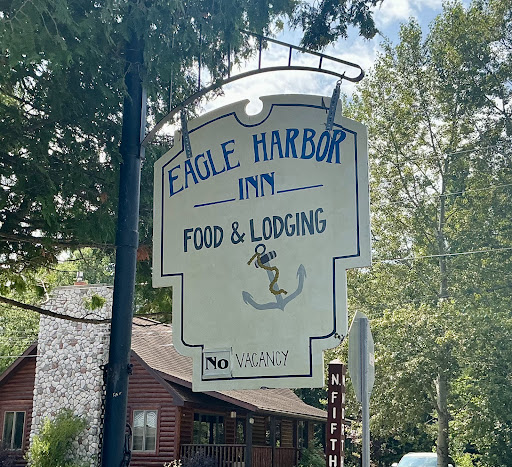 EAGLE HARBOR
INN
FOOD & LODGING
No VACANCY
N. FIFTH